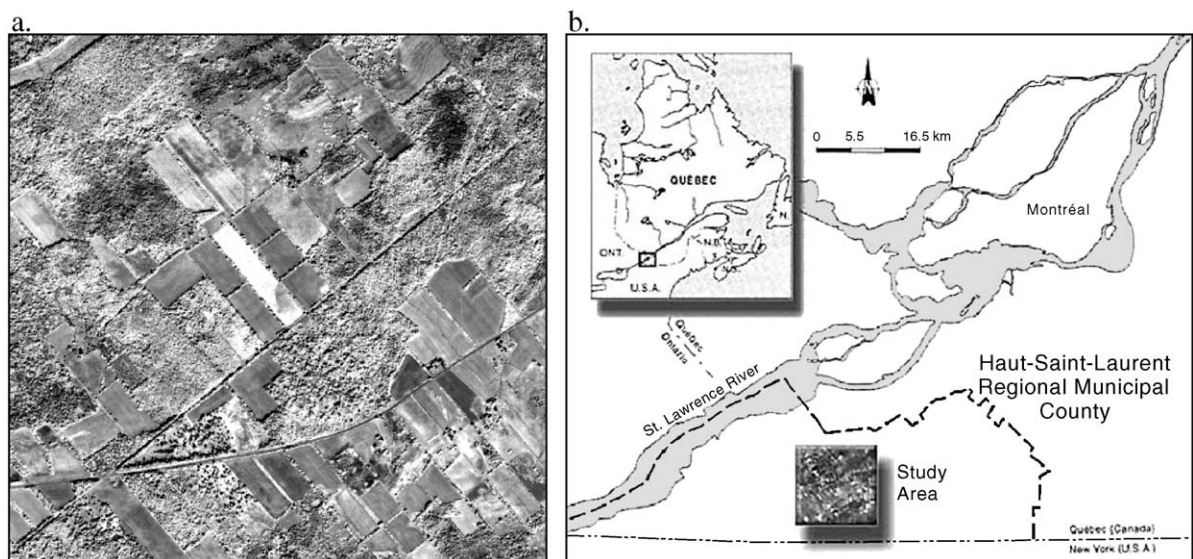 a.
b.
0 5.5 16.5 km
QUÉBEC
Montréal
ONT.
N.B.
N.S.
N.
U.S.A.
Québec
Ontario
St. Lawrence River
Haut-Saint-Laurent
Regional Municipal
County
Study
Area
Québec (Canada)
New York (U.S.A.)